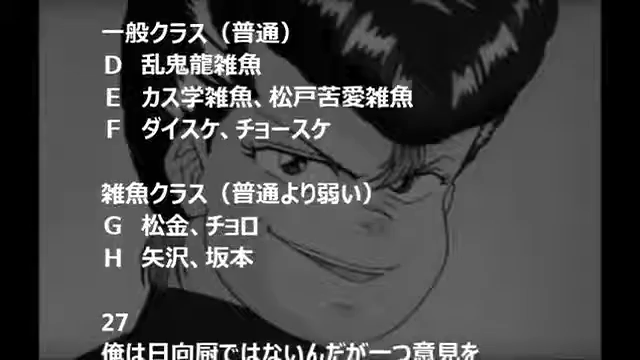 一般クラス（普通）
D 乱鬼龍雑魚
E カス学雑魚、松戸苦愛雑魚
F ダイスケ、チョースケ
雑魚クラス（普通より弱い）
G 松金、チョロ
H 矢沢、坂本
27
俺は日向厨ではないんだが一つ意見を